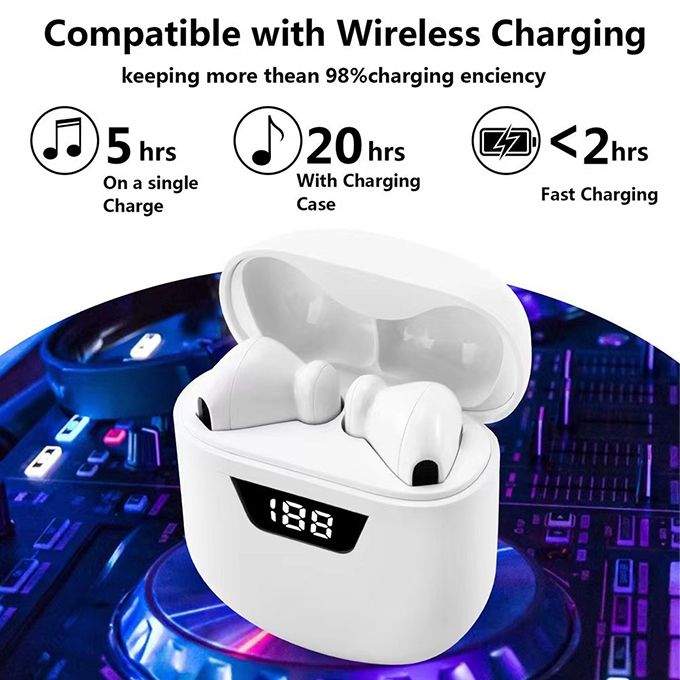 Compatible with Wireless Charging
keeping more thean 98%charging enciency
5 hrs
On a single
Charge
20 hrs
With Charging
Case
<2hrs
Fast Charging
188